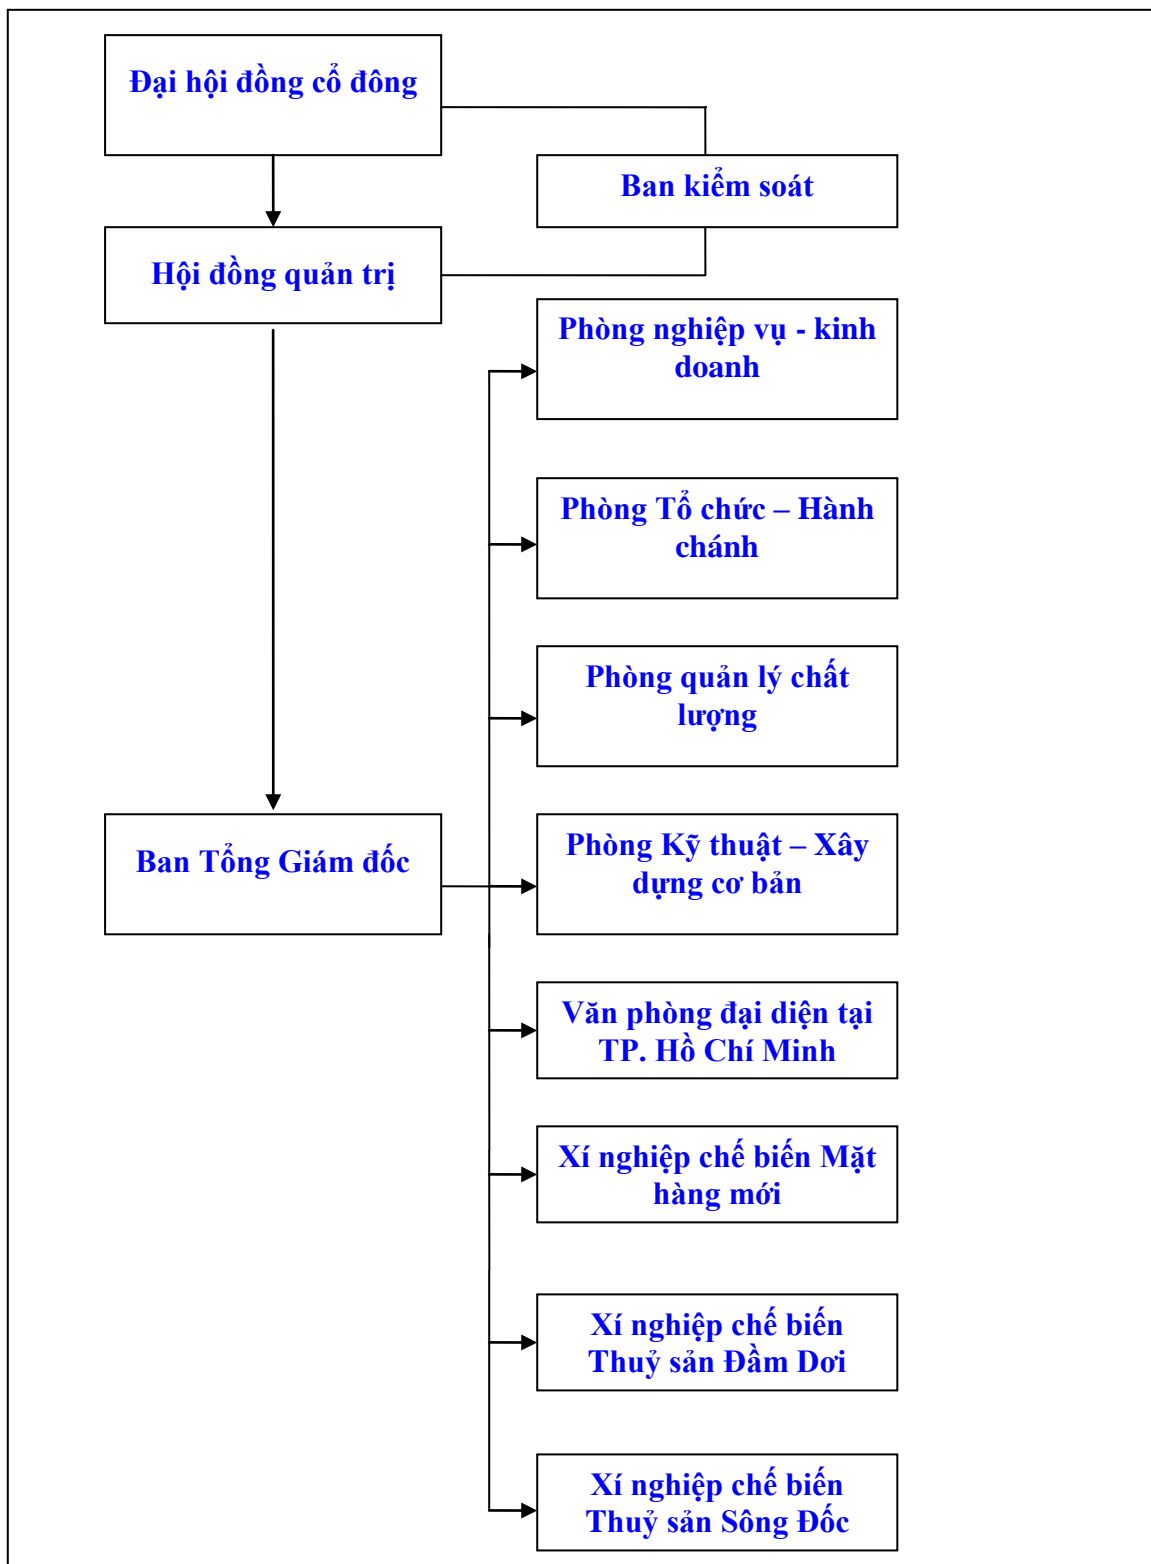 Đại hội đồng cổ đông
Ban kiểm soát
Hội đồng quản trị
Phòng nghiệp vụ - kinh
doanh
Phòng Tổ chức – Hành
chánh
Phòng quản lý chất
lượng
Ban Tổng Giám đốc
Phòng Kỹ thuật – Xây
dựng cơ bản
Văn phòng đại diện tại
TP. Hồ Chí Minh
Xí nghiệp chế biến Mặt
hàng mới
Xí nghiệp chế biến
Thuỷ sản Đầm Dơi
Xí nghiệp chế biến
Thuỷ sản Sông Đốc